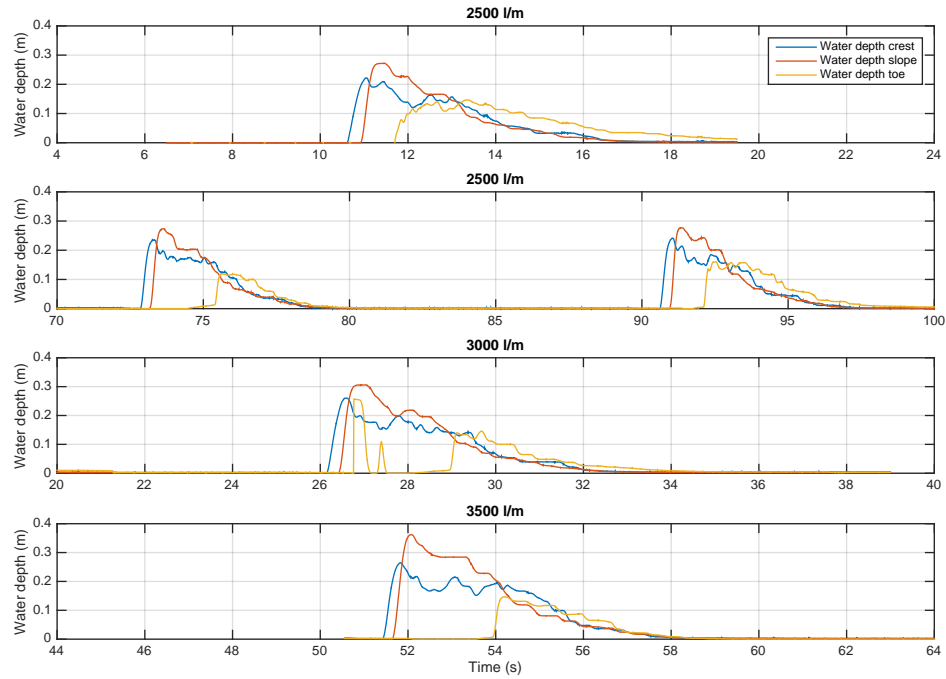 2500 l/m
Water depth (m)
0.4
0.3
0.2
0.1
0
Water depth crest
Water depth slope
Water depth toe
4 6 8 10 12 14 16 18 20 22 24
2500 l/m
Water depth (m)
0.4
0.3
0.2
0.1
0
70 75 80 85 90 95 100
3000 l/m
Water depth (m)
0.4
0.3
0.2
0.1
0
20 22 24 26 28 30 32 34 36 38 40
3500 l/m
Water depth (m)
0.4
0.3
0.2
0.1
0
44 46 48 50 52 54 56 58 60 62 64
Time (s)